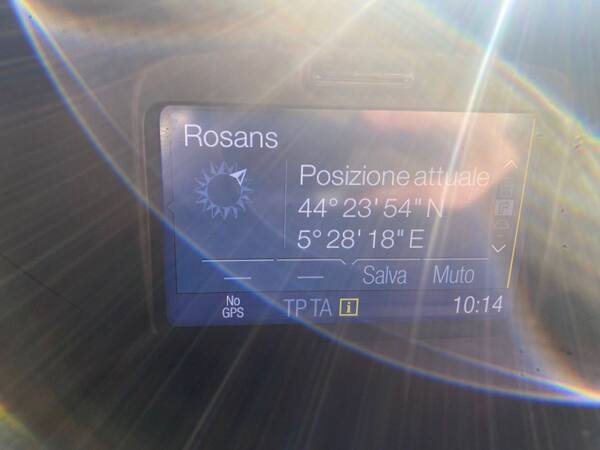 Rosans
Posizione attuale
44° 23' 54" N
5° 28' 18" E
Salva Muto
No
GPS
TP TA i
10:14